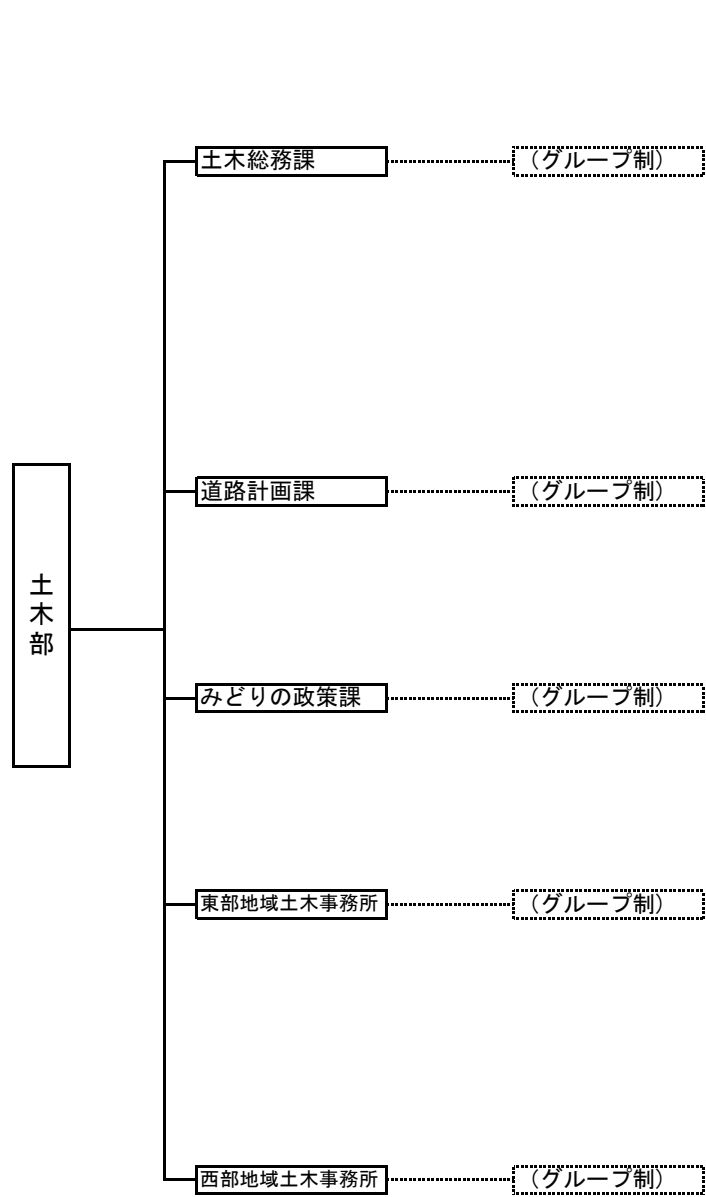 土木総務課
（グループ制）
道路計画課
（グループ制）
土木部
みどりの政策課
（グループ制）
東部地域土木事務所
（グループ制）
西部地域土木事務所
（グループ制）